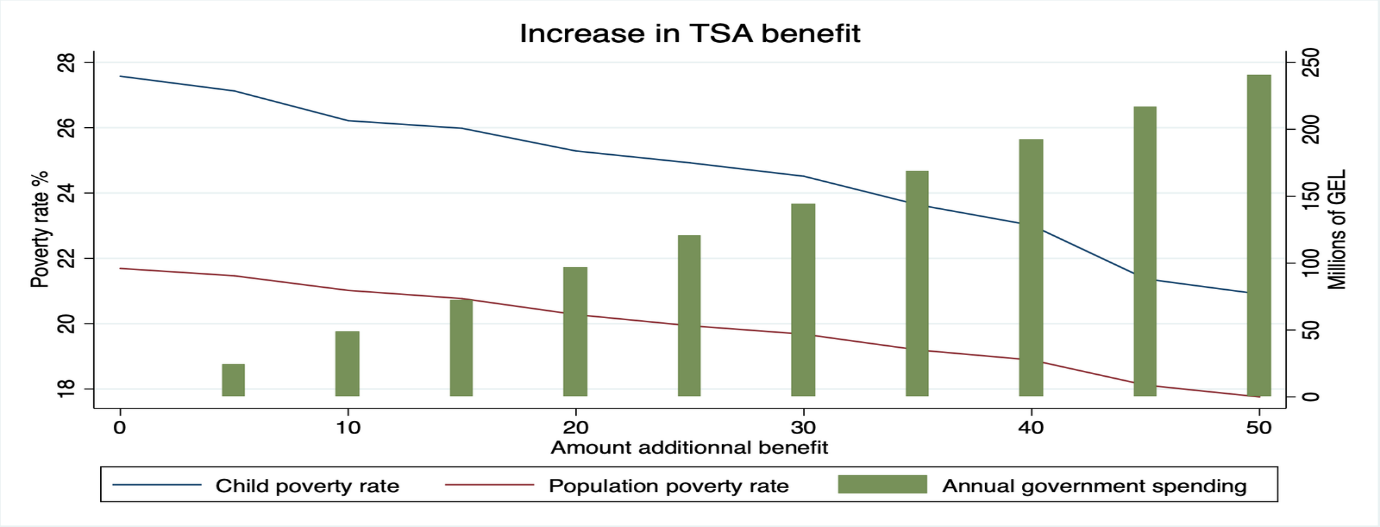 Increase in TSA benefit
28
26
24
22
20
18
Poverty rate %
250
200
150
100
50
0
Millions of GEL
0 10 20 30 40 50
Amount additionnal benefit
Child poverty rate Population poverty rate Annual government spending